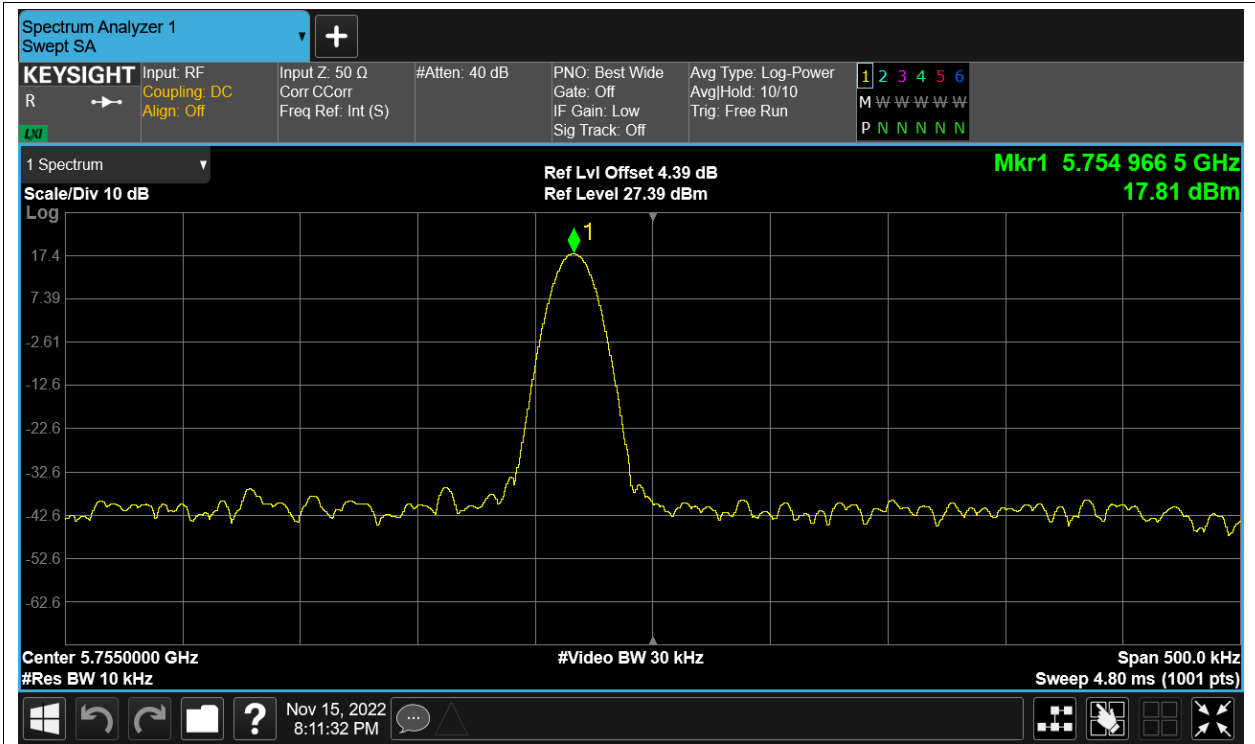 Spectrum Analyzer 1
Swept SA
+
KEYSIGHT
R
LXI
Input: RF
Coupling: DC
Align: Off
Input Z: 50 Ω
Corr CCorr
Freq Ref: Int (S)
#Atten: 40 dB
PNO: Best Wide
Gate: Off
IF Gain: Low
Sig Track: Off
Avg Type: Log-Power
Avg|Hold: 10/10
Trig: Free Run
1 2 3 4 5 6
M W W W W W W
P N N N N N
1 Spectrum
Scale/Div 10 dB
Log
Ref Lvl Offset 4.39 dB
Ref Level 27.39 dBm
Mkr1 5.754 966 5 GHz
17.81 dBm
1
17.4
7.39
-2.61
-12.6
-22.6
-32.6
-42.6
-52.6
-62.6
Center 5.7550000 GHz
#Video BW 30 kHz
Span 500.0 kHz
#Res BW 10 kHz
Sweep 4.80 ms (1001 pts)
?
Nov 15, 2022
8:11:32 PM